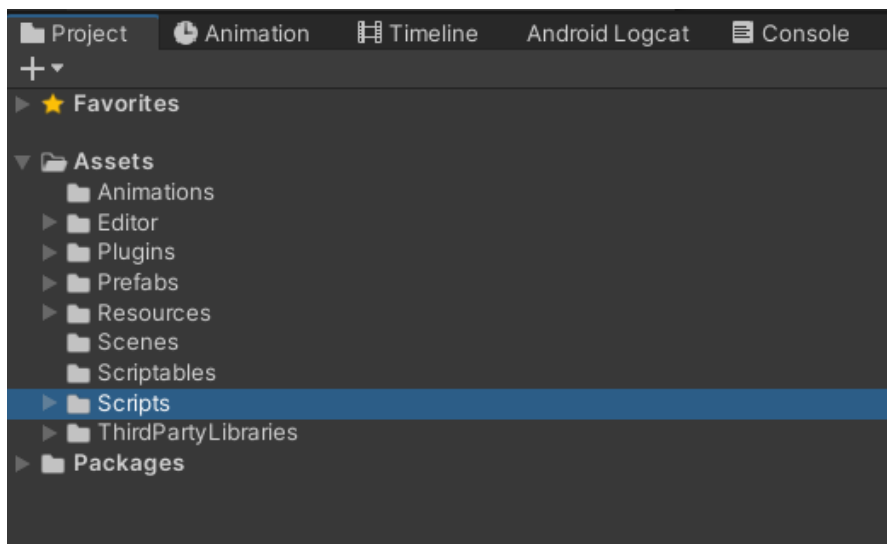 Project Animation Timeline Android Logcat Console
Favorites
Assets
Animations
Editor
Plugins
Prefabs
Resources
Scenes
Scriptables
Scripts
ThirdPartyLibraries
Packages